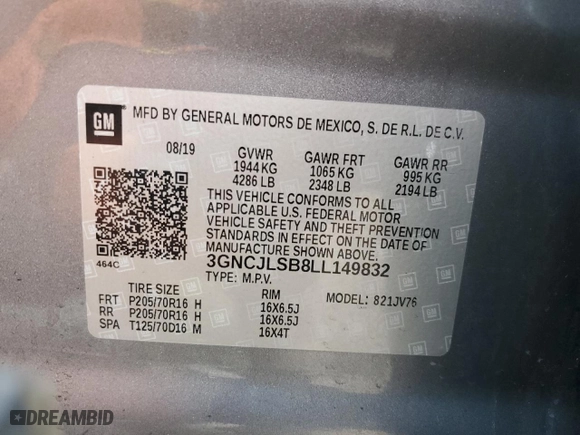 GM
MFD BY GENERAL MOTORS DE MEXICO, S. DE R.L. DE C.V.
08/19 GVWR GAWR FRT GAWR RR
1944 KG 1065 KG 995 KG
4286 LB 2348 LB 2194 LB
THIS VEHICLE CONFORMS TO ALL
APPLICABLE U.S. FEDERAL MOTOR
VEHICLE SAFETY AND THEFT PREVENTION
STANDARDS IN EFFECT ON THE DATE OF
MANUFACTURE SHOWN ABOVE.
464C 3GNCJLSB8LL149832
TYPE: M.P.V.
TIRE SIZE RIM MODEL: 821JV76
FRT P205/70R16 H 16X6.5J
RR P205/70R16 H 16X6.5J
SPA T125/70D16 M 16X4T
DREAMBID